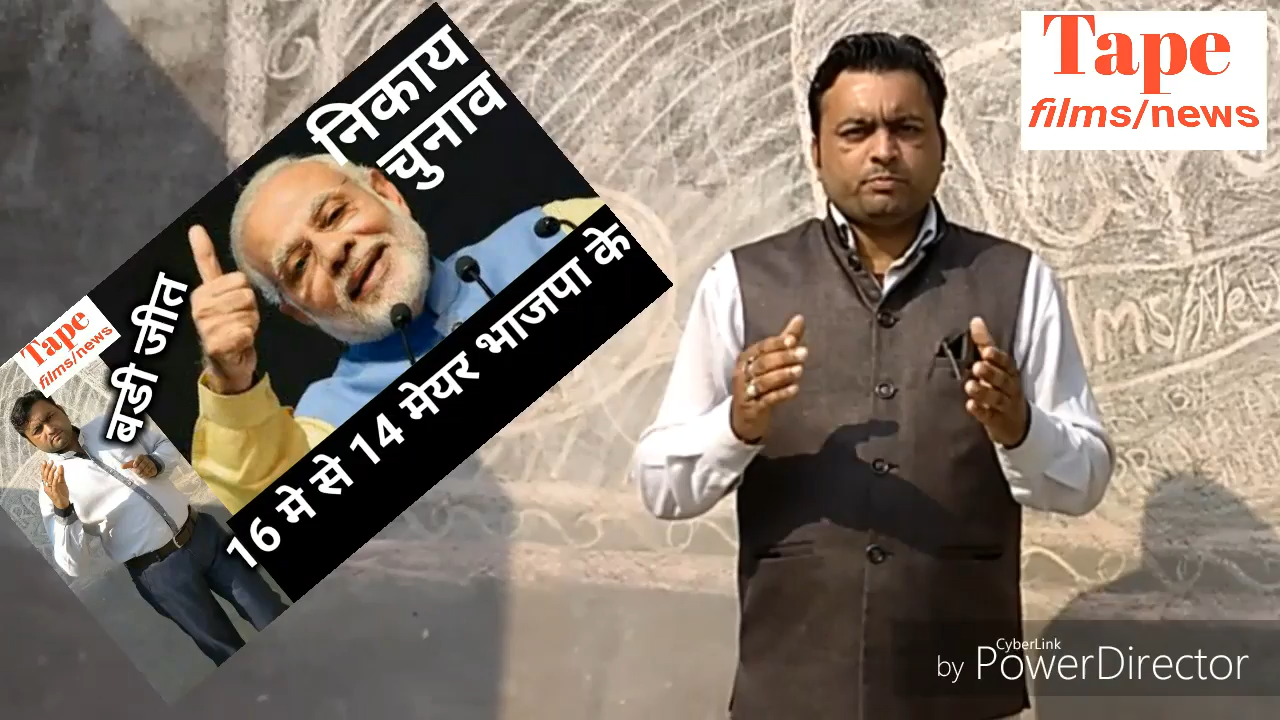 निकाय
चुनाव
बडी जीत
16 मे से 14 मेयर भाजपा के
Tape
films/news
Tape
films/news
CyberLink
by PowerDirector